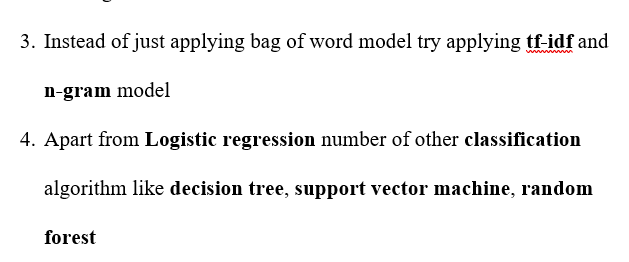 3. Instead of just applying bag of word model try applying tf-idf and
n-gram model
4. Apart from Logistic regression number of other classification
algorithm like decision tree, support vector machine, random
forest